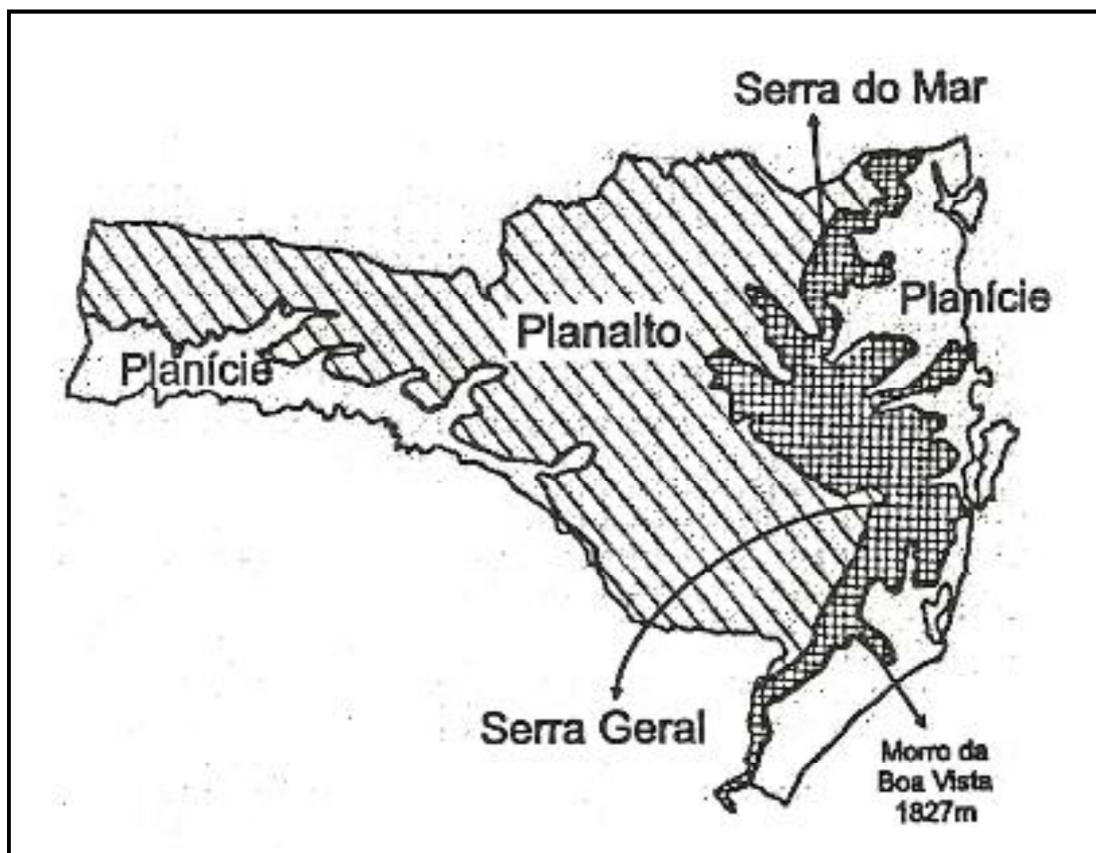 Serra do Mar
Planície
Planalto
Planície
Serra Geral
Morro da
Boa Vista
1827m